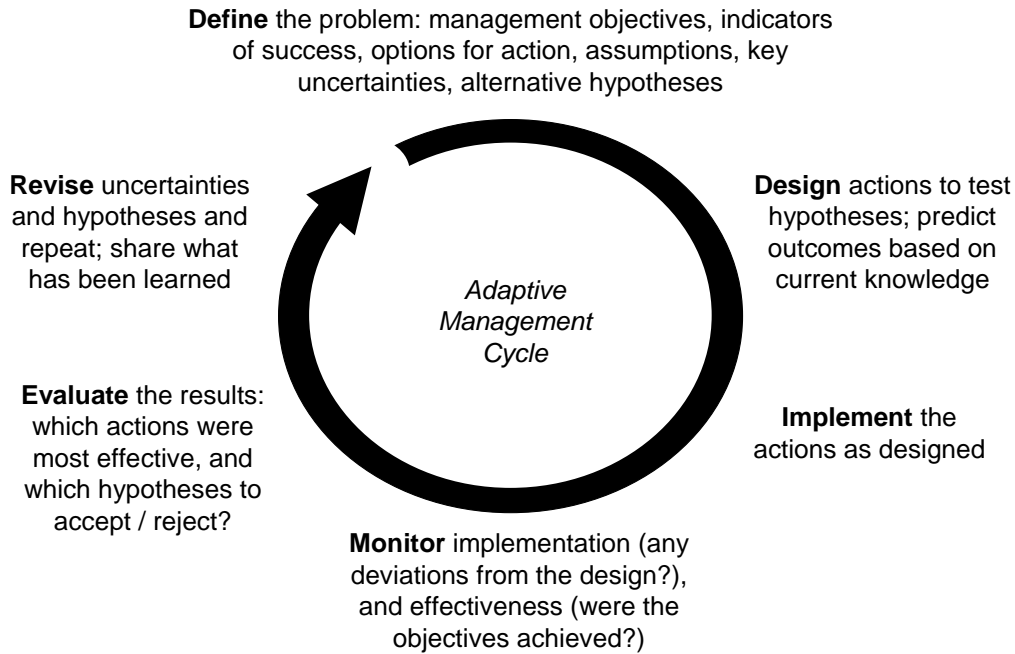 Define the problem: management objectives, indicators
of success, options for action, assumptions, key
uncertainties, alternative hypotheses
Design actions to test
hypotheses; predict
outcomes based on
current knowledge
Implement the
actions as designed
Monitor implementation (any
deviations from the design?),
and effectiveness (were the
objectives achieved?)
Evaluate the results:
which actions were
most effective, and
which hypotheses to
accept / reject?
Revise uncertainties
and hypotheses and
repeat; share what
has been learned
Adaptive
Management
Cycle